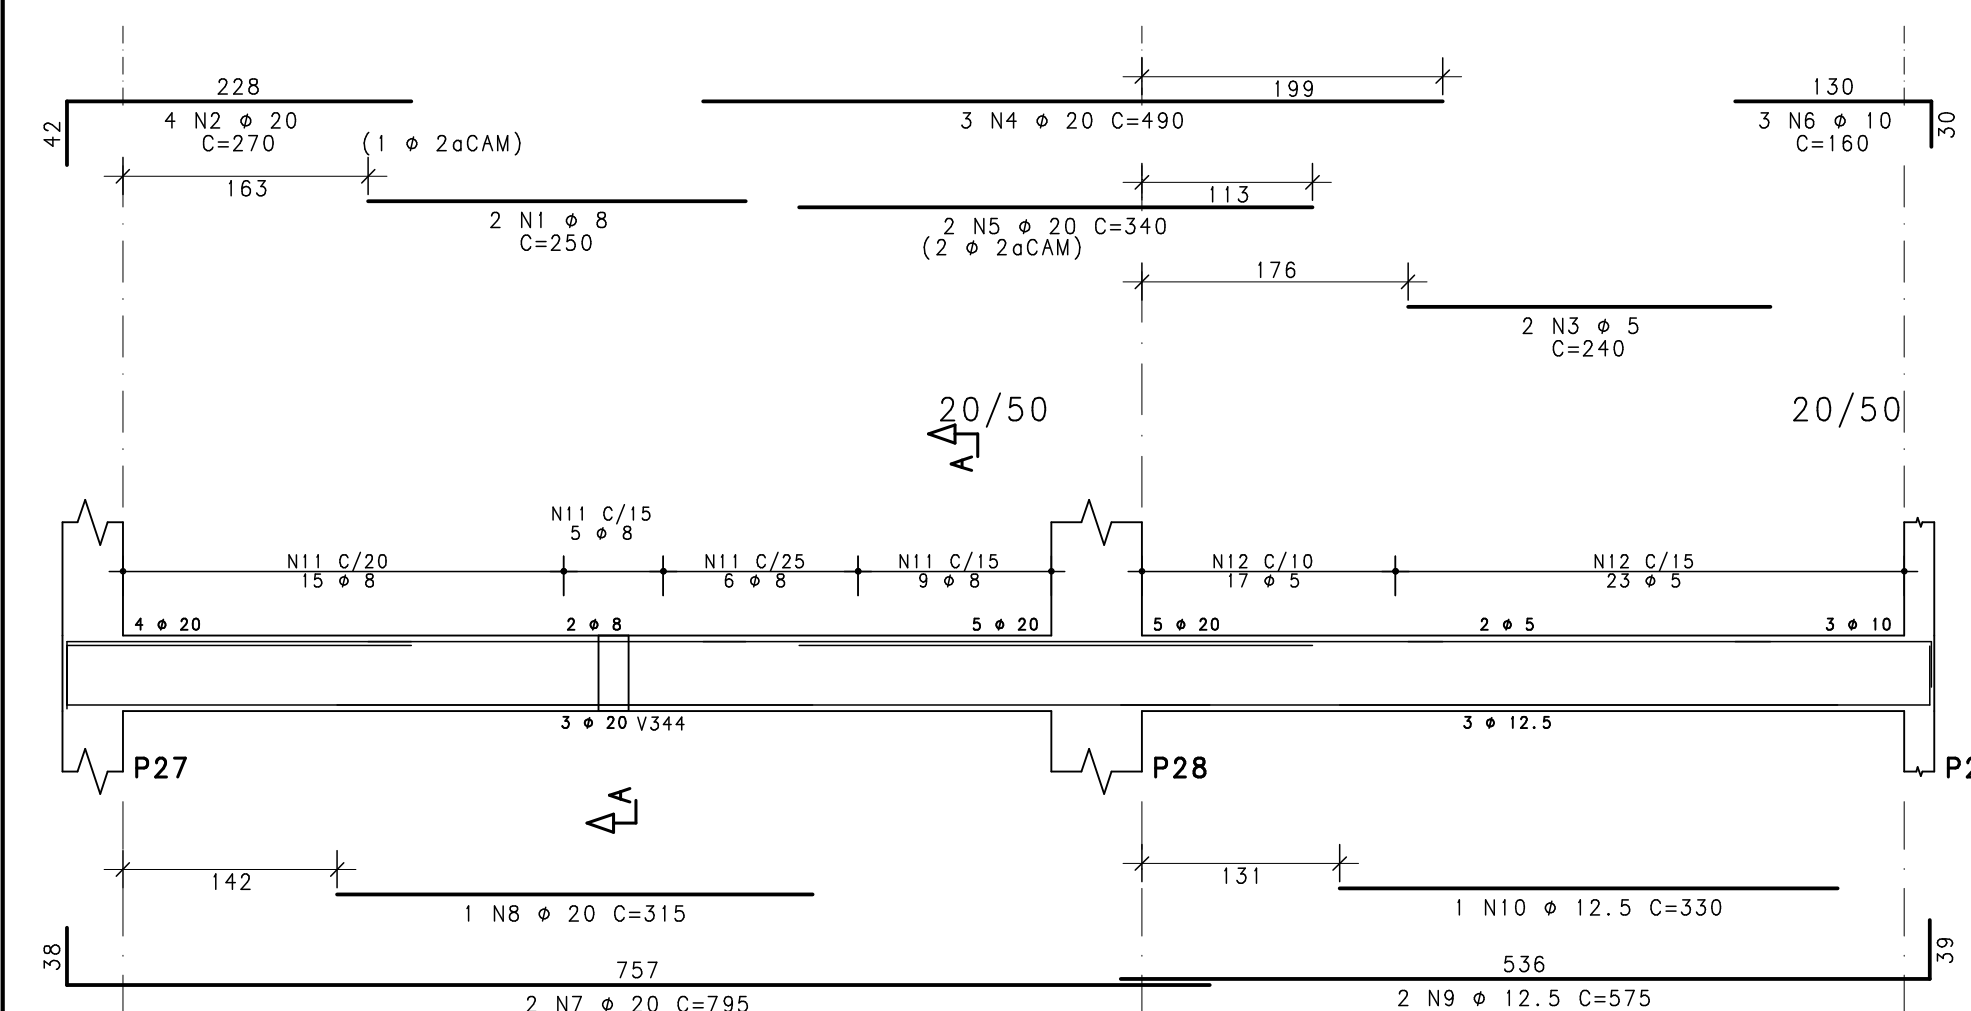 228
199
130
42
4 N2 ø 20
C=270
(1 ø 2aCAM)
3 N4 ø 20 C=490
3 N6 ø 10
C=160
30
163
113
2 N1 ø 8
C=250
2 N5 ø 20 C=340
(2 ø 2aCAM)
176
2 N3 ø 5
C=240
20/50
20/50
A
N11 C/15
5 ø 8
N11 C/20
15 ø 8
N11 C/25
6 ø 8
N11 C/15
9 ø 8
N12 C/10
17 ø 5
N12 C/15
23 ø 5
4 ø 20
2 ø 8
5 ø 20
5 ø 20
2 ø 5
3 ø 10
3 ø 20 V344
3 ø 12.5
P27
P28
P2
A
142
131
1 N8 ø 20 C=315
1 N10 ø 12.5 C=330
38
757
536
39
2 N7 ø 20 C=795
2 N9 ø 12.5 C=575